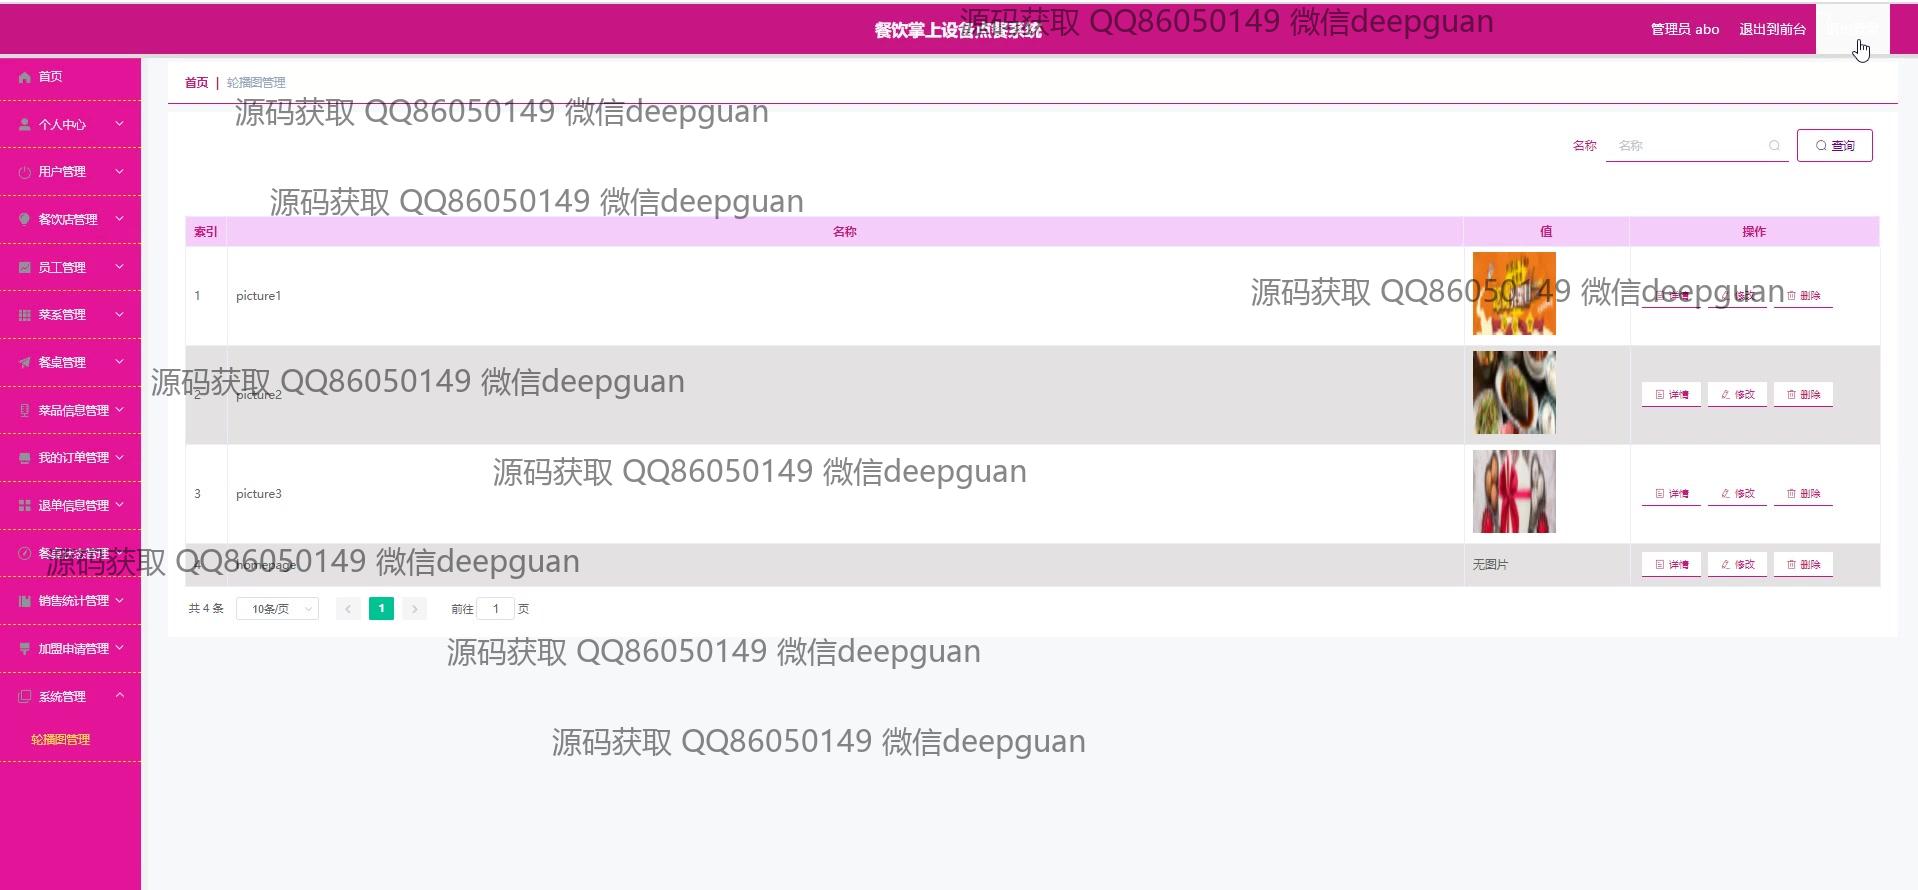 餐饮掌上设备点餐系统
源码获取 QQ86050149 微信deepguan
管理员 abo
退出到前台
首页
个人中心
用户管理
餐饮店管理
员工管理
菜系管理
餐桌管理
菜品信息管理
我的订单管理
退单信息管理
销售统计管理
加盟申请管理
系统管理
轮播图管理
首页 | 轮播图管理
源码获取 QQ86050149 微信deepguan
名称 名称 查询
源码获取 QQ86050149 微信deepguan
索引 名称 值 操作
源码获取 QQ86050149 微信deepguan
1 picture1 详情 修改 删除
源码获取 QQ86050149 微信deepguan
2 picture2 详情 修改 删除
源码获取 QQ86050149 微信deepguan
3 picture3 详情 修改 删除
源码获取 QQ86050149 微信deepguan
4 homepage 无图片 详情 修改 删除
共 4 条 10条/页 1 前往 1 页
源码获取 QQ86050149 微信deepguan
源码获取 QQ86050149 微信deepguan